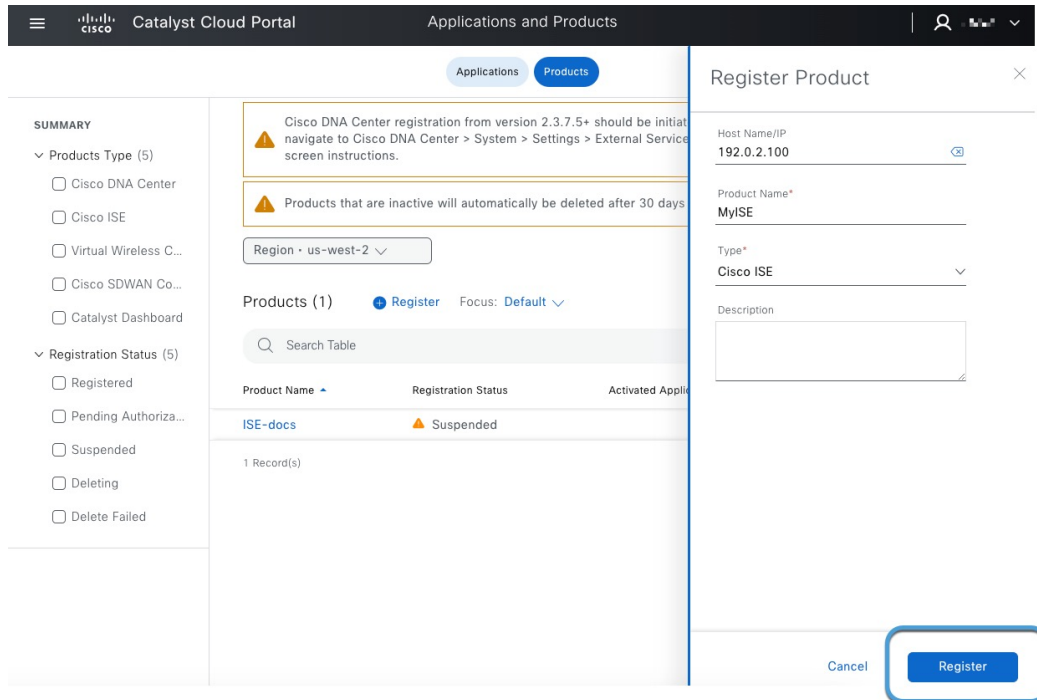 CISCO
Catalyst Cloud Portal
Applications and Products
Applications
Products
SUMMARY
Products Type (5)
Cisco DNA Center
Cisco ISE
Virtual Wireless C...
Cisco SDWAN Co...
Catalyst Dashboard
Registration Status (5)
Registered
Pending Authoriza...
Suspended
Deleting
Delete Failed
Cisco DNA Center registration from version 2.3.7.5+ should be initiat
navigate to Cisco DNA Center > System > Settings > External Service
screen instructions.
Products that are inactive will automatically be deleted after 30 days
Region • us-west-2
Products (1)
Register
Focus: Default
Search Table
Product Name
Registration Status
Activated Appli
ISE-docs
Suspended
1 Record(s)
Register Product
Host Name/IP
192.0.2.100
Product Name*
MyISE
Type*
Cisco ISE
Description
Cancel
Register